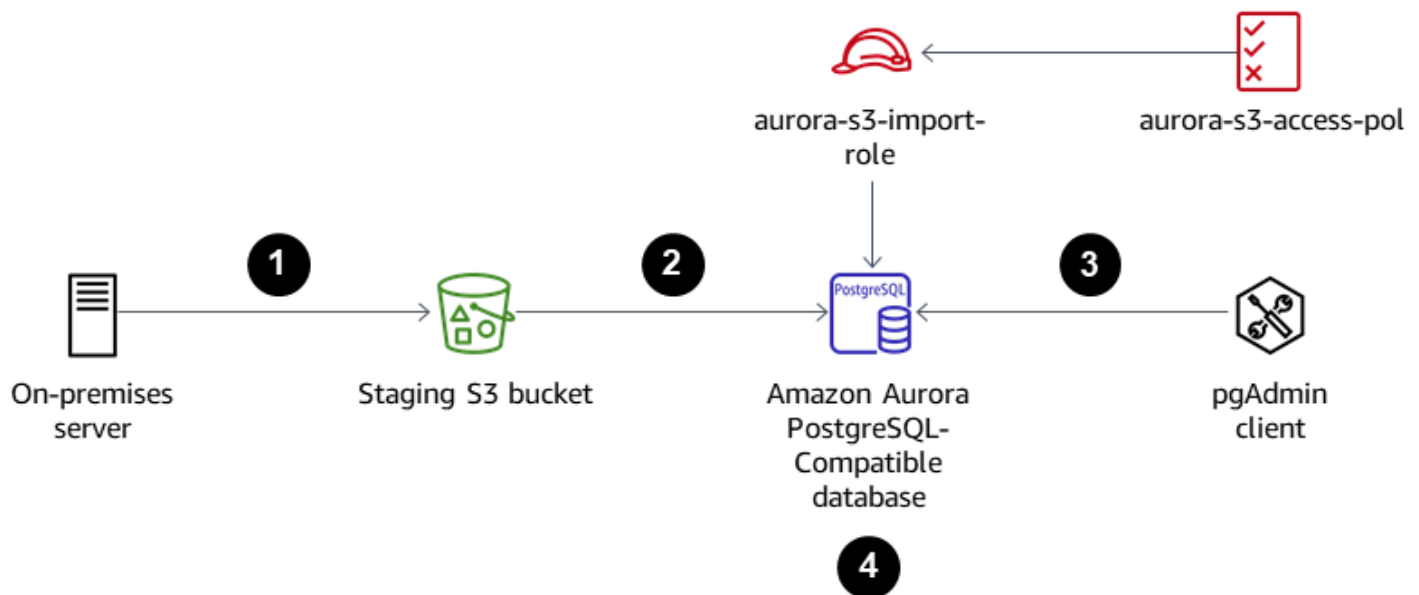 aurora-s3-import-
role
aurora-s3-access-pol
1
2
3
PostgreSQL
On-premises
server
Staging S3 bucket
Amazon Aurora
PostgreSQL-
Compatible
database
pgAdmin
client
4